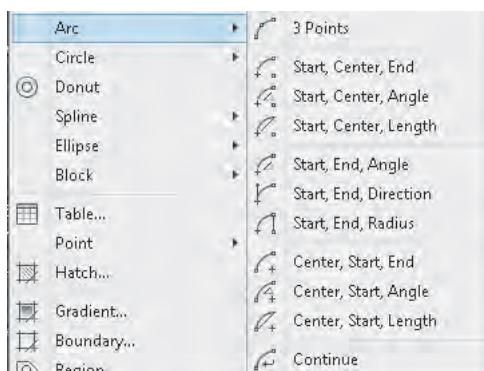 Arc
Circle
Donut
Spline
Ellipse
Block
Table...
Point
Hatch...
Gradient...
Boundary...
Region
3 Points
Start, Center, End
Start, Center, Angle
Start, Center, Length
Start, End, Angle
Start, End, Direction
Start, End, Radius
Center, Start, End
Center, Start, Angle
Center, Start, Length
Continue